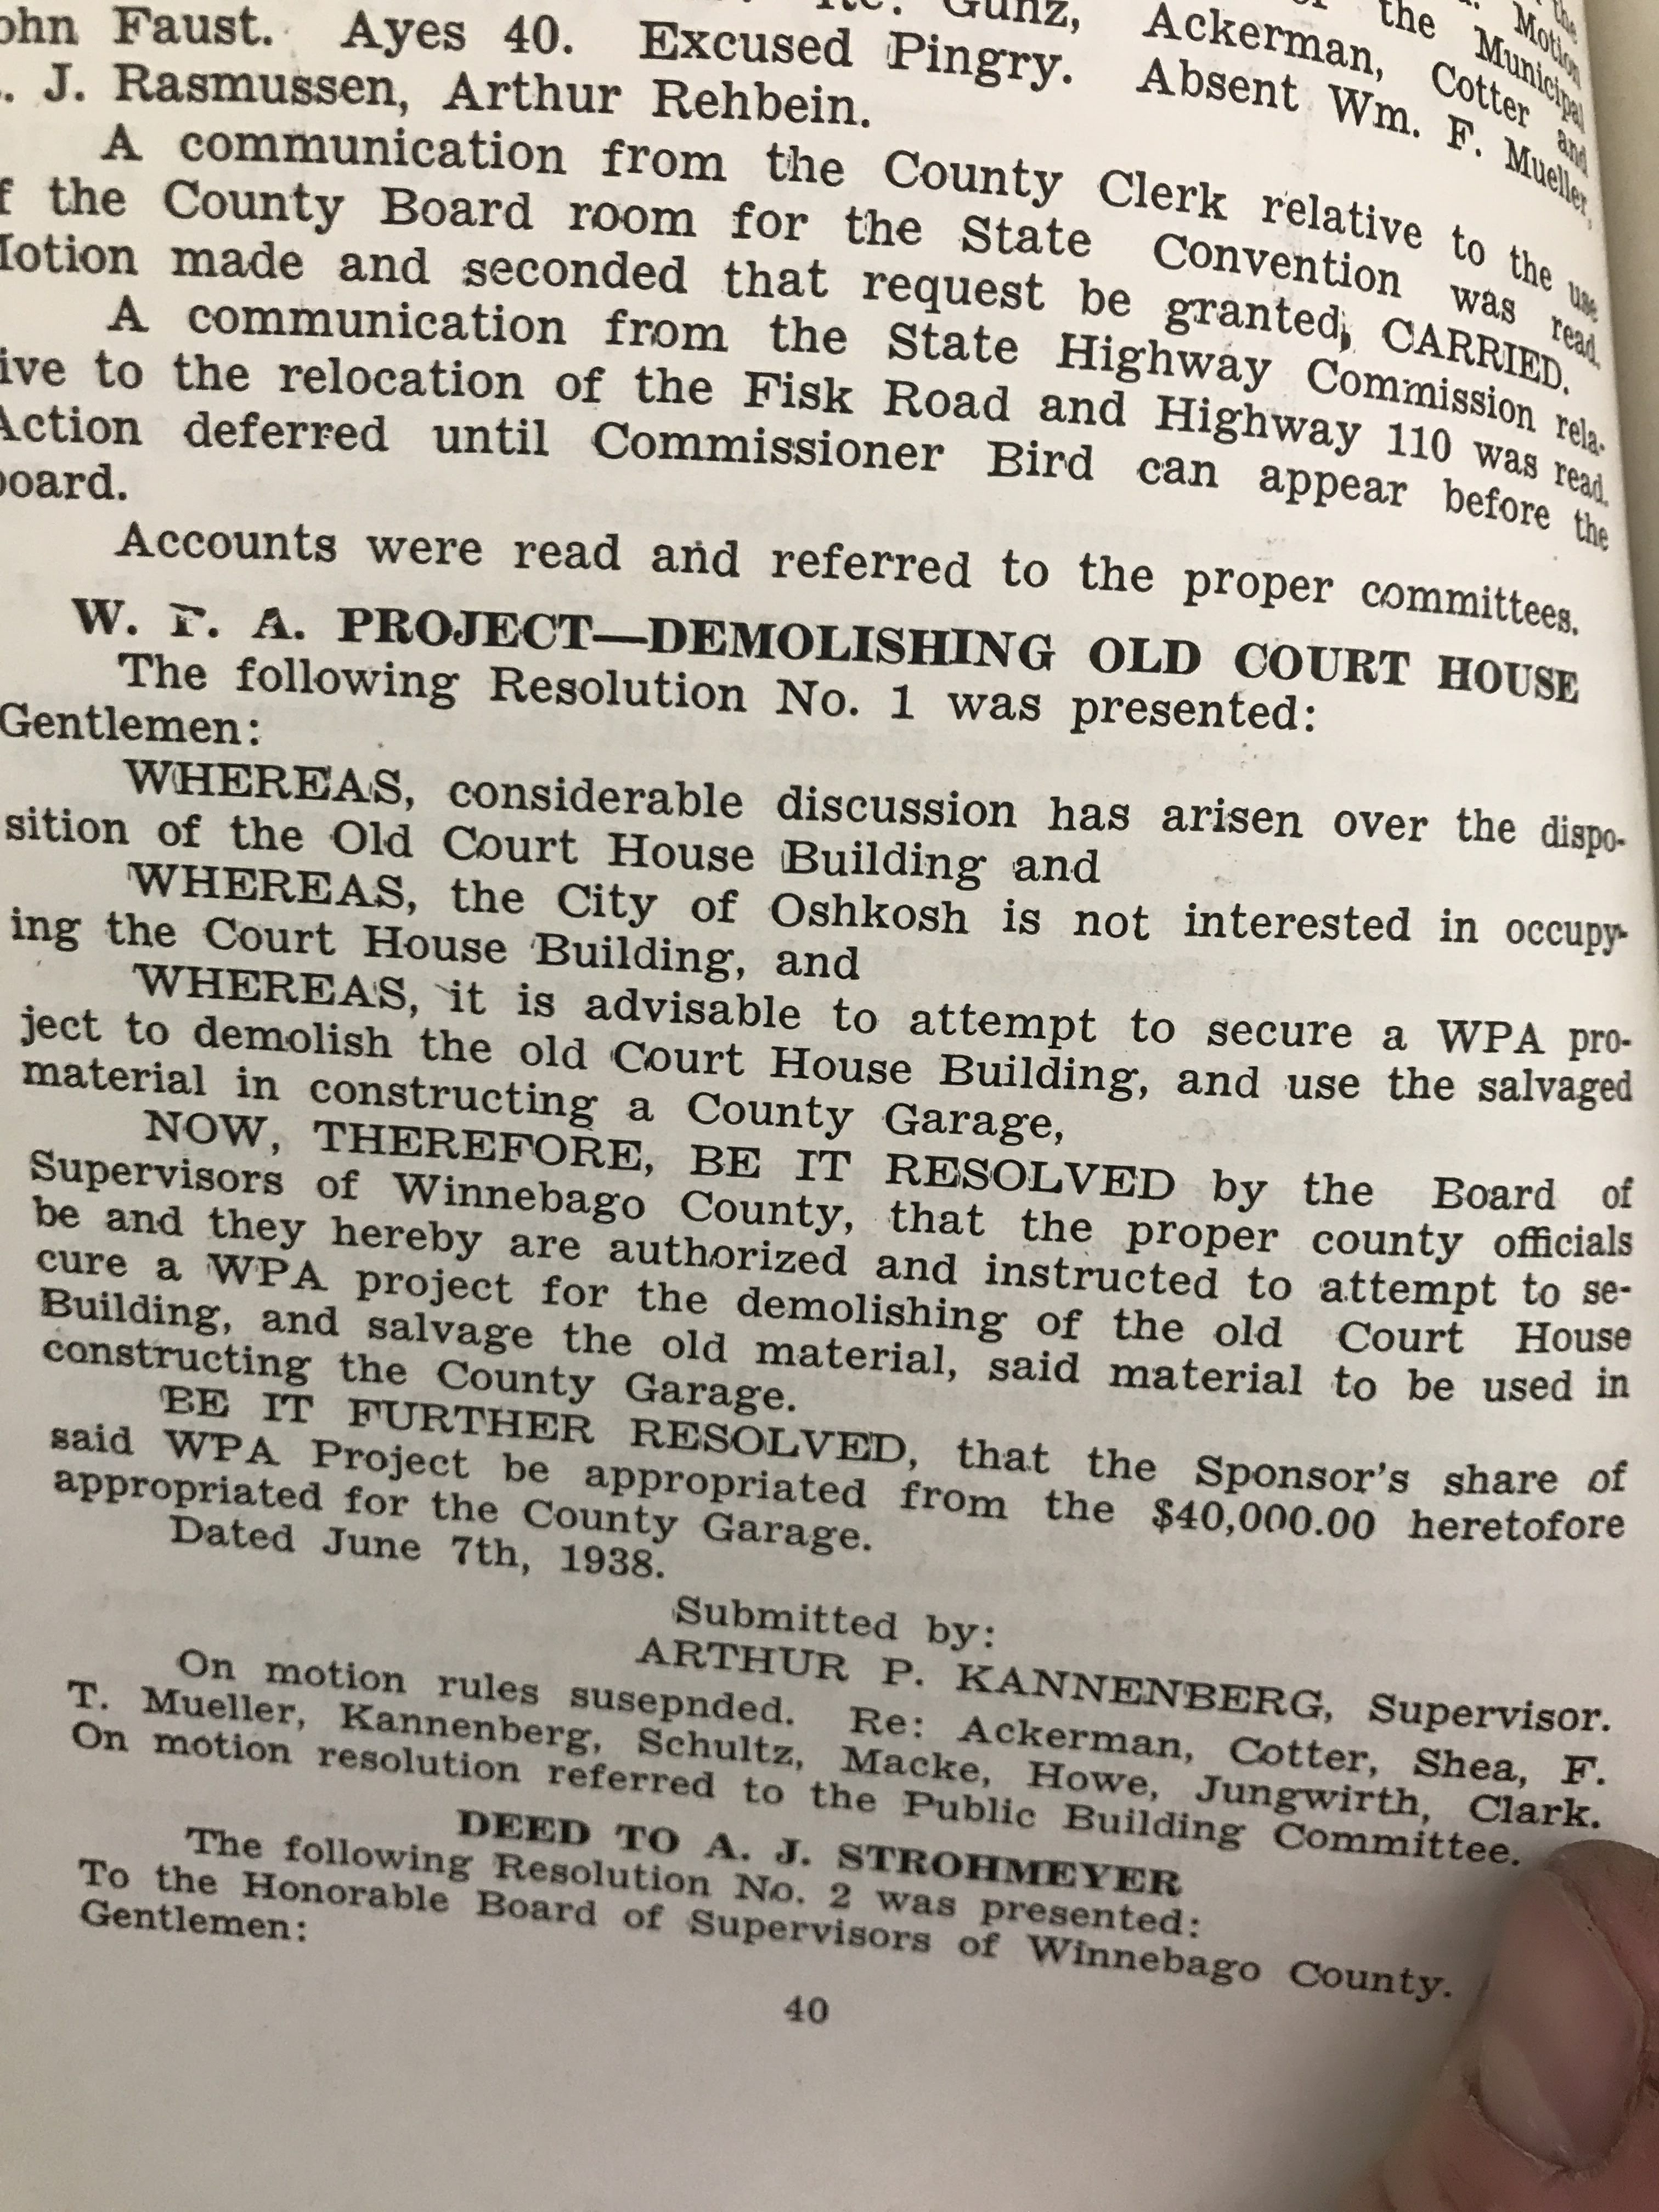 the
Motion
the Municipal
Re: Gunz, Ackerman, Cotter and
ohn Faust. Ayes 40. Excused Pingry. Absent Wm. F. Mueller,
. J. Rasmussen, Arthur Rehbein.
A communication from the County Clerk relative to the use
f the County Board room for the State Convention was read.
otion made and seconded that request be granted, CARRIED.
A communication from the State Highway Commission rela-
ive to the relocation of the Fisk Road and Highway 110 was read.
Action deferred until Commissioner Bird can appear before the
board.
Accounts were read and referred to the proper committees.
W. P. A. PROJECT—DEMOLISHING OLD COURT HOUSE
The following Resolution No. 1 was presented:
Gentlemen:
WHEREAS, considerable discussion has arisen over the dispo-
sition of the Old Court House Building and
WHEREAS, the City of Oshkosh is not interested in occupy-
ing the Court House Building, and
WHEREAS, it is advisable to attempt to secure a WPA pro-
ject to demolish the old Court House Building, and use the salvaged
material in constructing a County Garage,
NOW, THEREFORE, BE IT RESOLVED by the Board of
Supervisors of Winnebago County, that the proper county officials
be and they hereby are authorized and instructed to attempt to se-
cure a WPA project for the demolishing of the old Court House
Building, and salvage the old material, said material to be used in
constructing the County Garage.
BE IT FURTHER RESOLVED, that the Sponsor's share of
said WPA Project be appropriated from the $40,000.00 heretofore
appropriated for the County Garage.
Dated June 7th, 1938.
Submitted by:
ARTHUR P. KANNENBERG, Supervisor.
On motion rules susepnded. Re: Ackerman, Cotter, Shea, F.
T. Mueller, Kannenberg, Schultz, Macke, Howe, Jungwirth, Clark.
On motion resolution referred to the Public Building Committee.
DEED TO A. J. STROHMEYER
The following Resolution No. 2 was presented:
To the Honorable Board of Supervisors of Winnebago County.
Gentlemen:
40